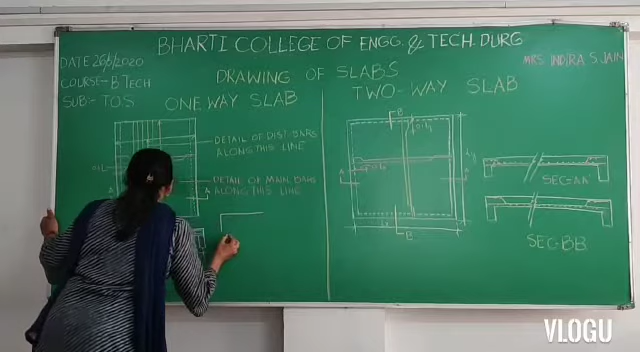 BHARTI COLLEGE OF ENGG. & TECH. DURG
DATE 26/8/2020
COURSE- B TECH
SUB:- TOS
MRS INDIRA S JAIN
DRAWING OF SLABS
ONE WAY SLAB
TWO-WAY SLAB
DETAIL OF DIST. BARS
ALONG THIS LINE
DETAIL OF MAIN BARS
ALONG THIS LINE
A
A
B
B
A
A
SEC=AA'
SEC=BB
VLOGU